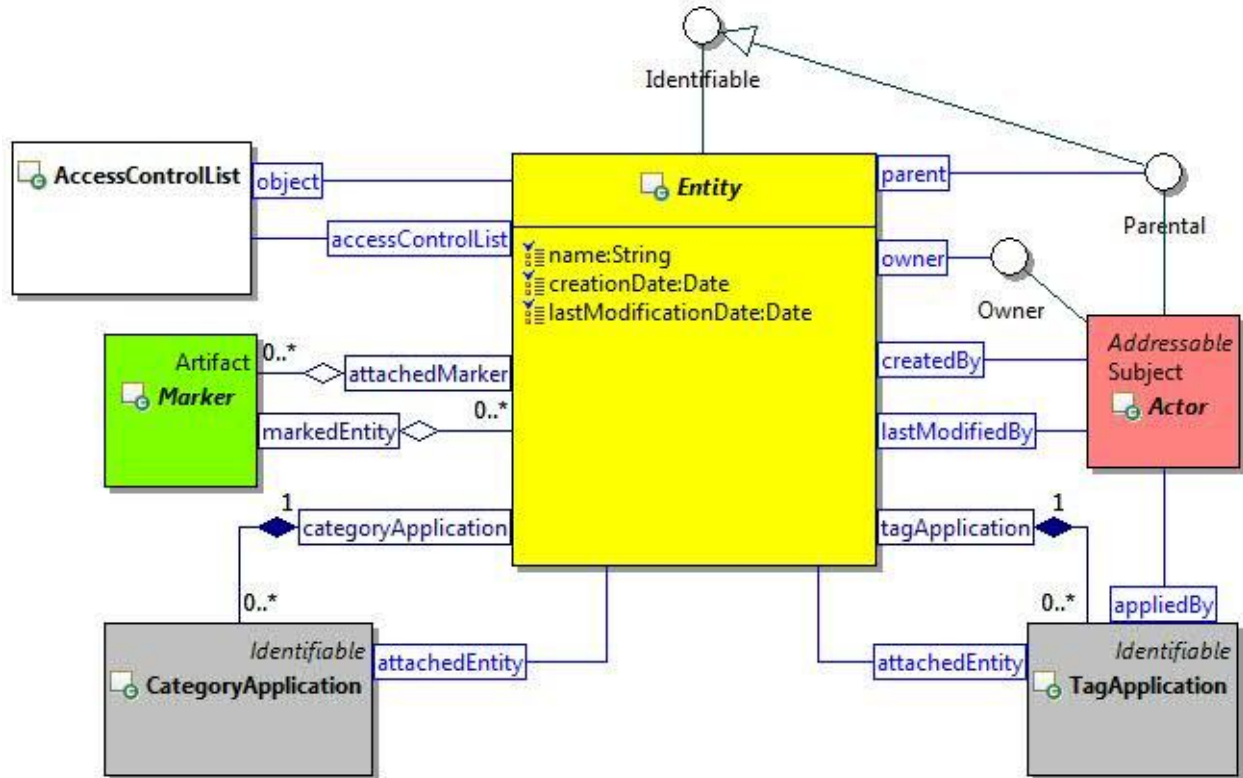 Identifiable
AccessControlList
object
Entity
parent
accessControlList
owner
Parental
name:String
creationDate:Date
lastModificationDate:Date
Owner
0..*
Artifact
Marker
attachedMarker
createdBy
Addressable
Subject
Actor
0..*
markedEntity
lastModifiedBy
1
categoryApplication
tagApplication
1
0..*
0..*
appliedBy
Identifiable
CategoryApplication
attachedEntity
attachedEntity
Identifiable
TagApplication